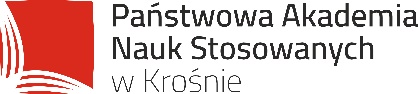 Państwowa Akademia
Nauk Stosowanych
w Krośnie